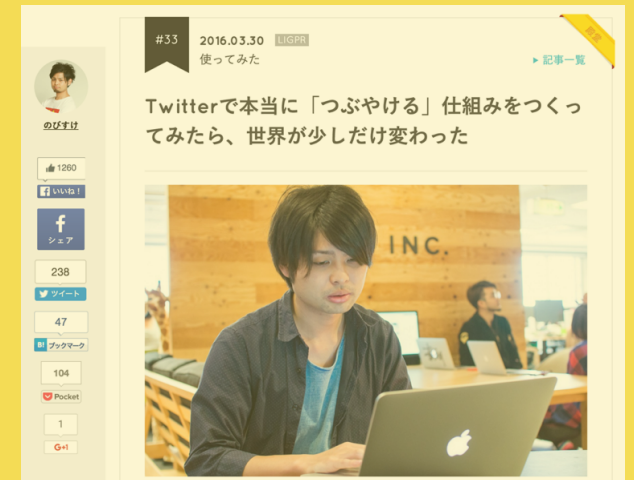 #33
2016.03.30 LIGPR
使ってみた
記事一覧
Twitterで本当に「つぶやける」仕組みをつくっ
てみたら、世界が少しだけ変わった
のびすけ
1260
いいね！
シェア
238
ツイート
47
B! ブックマーク
104
Pocket
1
G+1
INC.